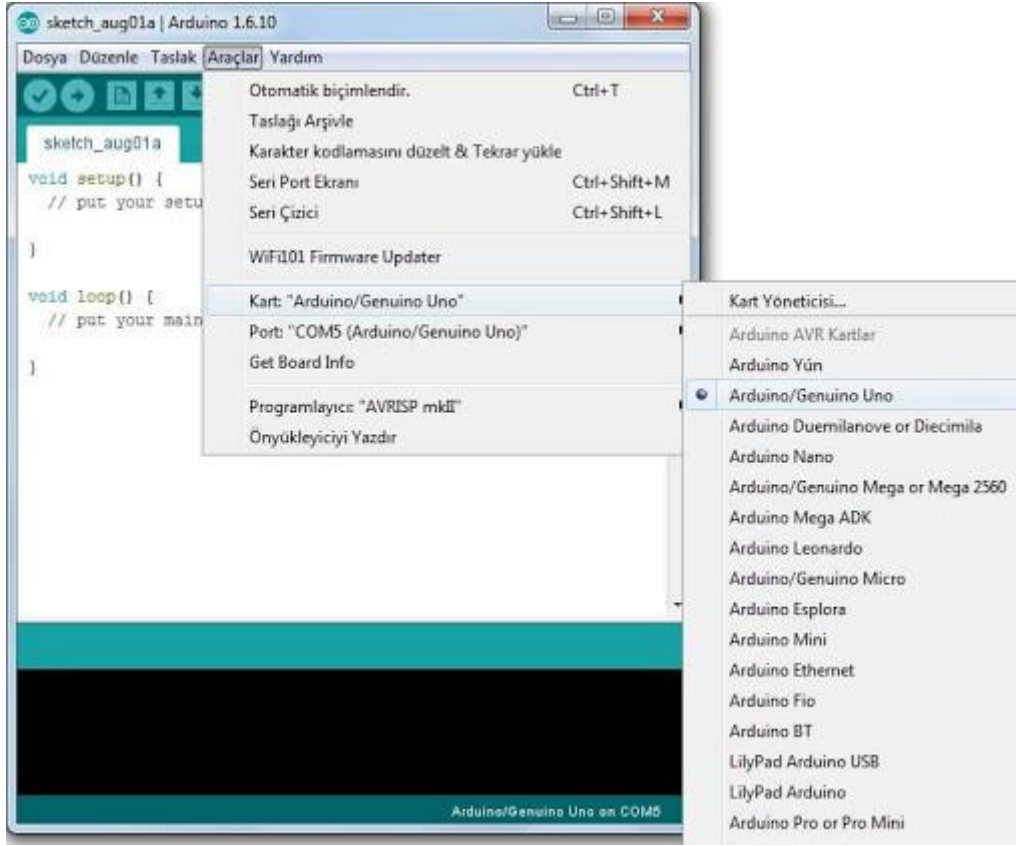 sketch_aug01a | Arduino 1.6.10
Dosya Düzenle Taslak Araçlar Yardım
sketch_aug01a
void setup() {
// put your setu
}
void loop() {
// put your main
}
Otomatik biçimlendir. Ctrl+T
Taslağı Arşivle
Karakter kodlamasını düzelt & Tekrar yükle
Seri Port Ekranı Ctrl+Shift+M
Seri Çizici Ctrl+Shift+L
WiFi101 Firmware Updater
Kart: "Arduino/Genuino Uno"
Port: "COM5 (Arduino/Genuino Uno)"
Get Board Info
Programlayıcı: "AVRISP mkII"
Önyükleyiciyi Yazdır
Kart Yöneticisi...
Arduino AVR Kartlar
Arduino Yún
Arduino/Genuino Uno
Arduino Duemilanove or Diecimila
Arduino Nano
Arduino/Genuino Mega or Mega 2560
Arduino Mega ADK
Arduino Leonardo
Arduino/Genuino Micro
Arduino Esplora
Arduino Mini
Arduino Ethernet
Arduino Fio
Arduino BT
LilyPad Arduino USB
LilyPad Arduino
Arduino Pro or Pro Mini
Arduino/Genuino Uno on COM5